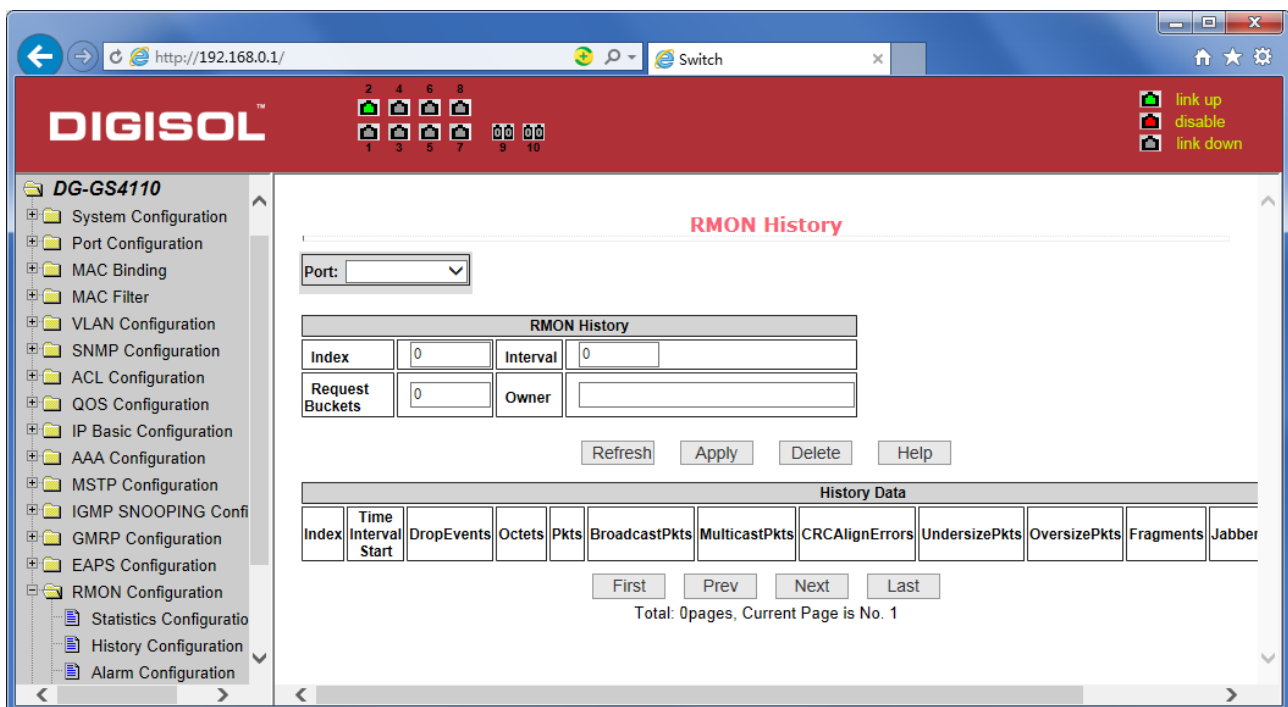 http://192.168.0.1/
Switch
DIGISOL™
2 4 6 8
1 3 5 7 9 10
link up
disable
link down
DG-GS4110
System Configuration
Port Configuration
MAC Binding
MAC Filter
VLAN Configuration
SNMP Configuration
ACL Configuration
QOS Configuration
IP Basic Configuration
AAA Configuration
MSTP Configuration
IGMP SNOOPING Confi
GMRP Configuration
EAPS Configuration
RMON Configuration
Statistics Configuratio
History Configuration
Alarm Configuration
RMON History
Port:
RMON History
Index 0 Interval 0
Request Buckets 0 Owner
Refresh Apply Delete Help
History Data
Index Time Interval Start DropEvents Octets Pkts BroadcastPkts MulticastPkts CRCAlignErrors UndersizePkts OversizePkts Fragments Jabber
First Prev Next Last
Total: 0pages, Current Page is No. 1